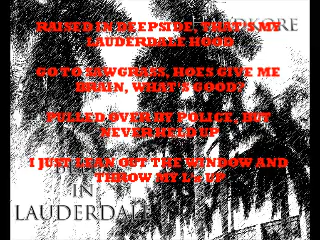 RAISED IN DEEPSIDE, THAT'S MY
LAUDERDALE HOOD
GO TO SAWGRASS, HOES GIVE ME
BRAIN, WHAT'S GOOD?
PULLED OVER BY POLICE, BUT
NEVER HELD UP
I JUST LEAN OUT THE WINDOW AND
THROW MY L's UP
IN
LAUDERDALE